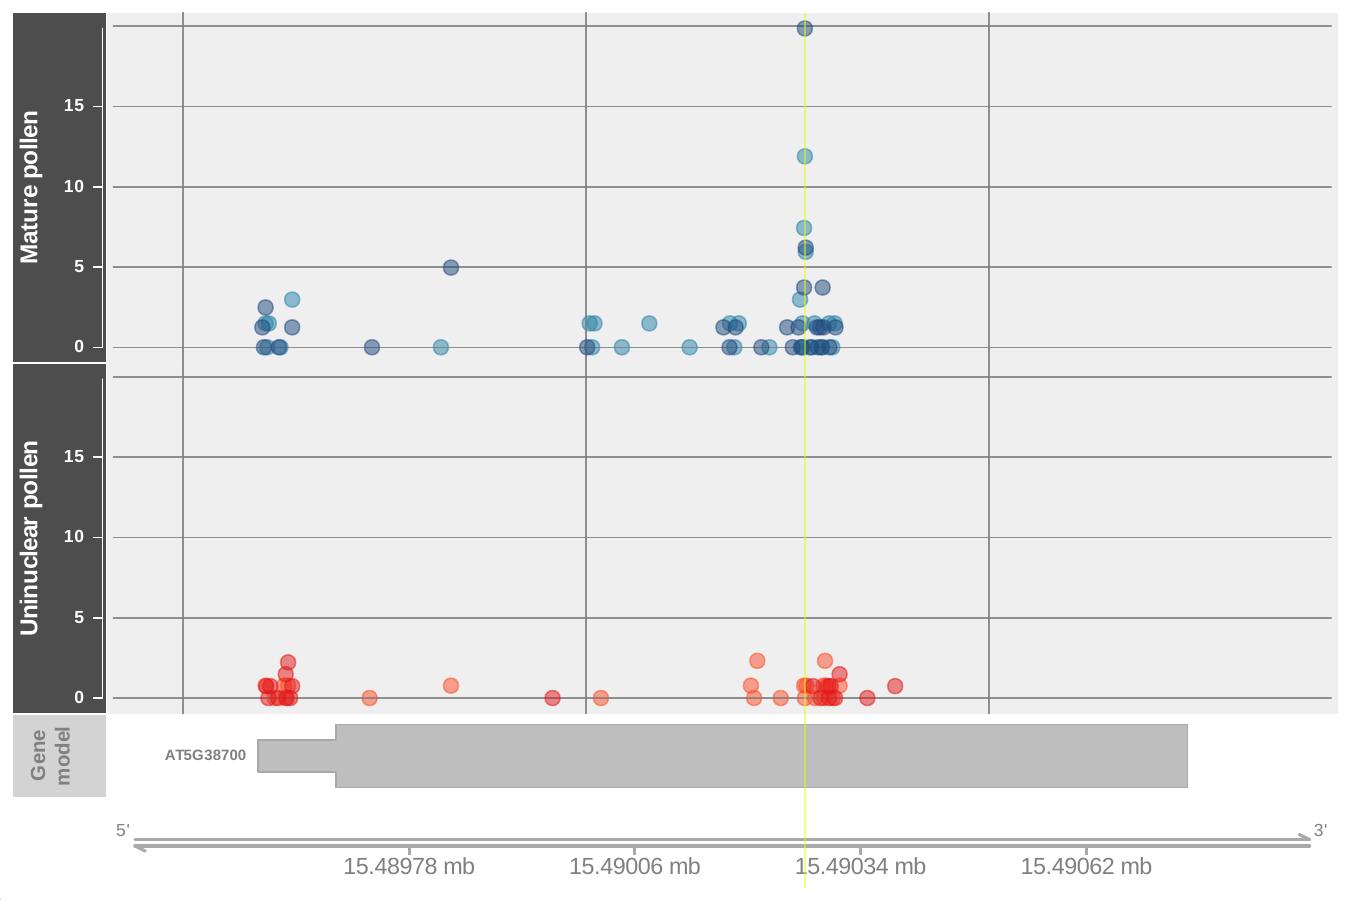 Mature pollen
15
10
5
0
Uninuclear pollen
15
10
5
0
Gene
model
AT5G38700
5'
3'
15.48978 mb
15.49006 mb
15.49034 mb
15.49062 mb